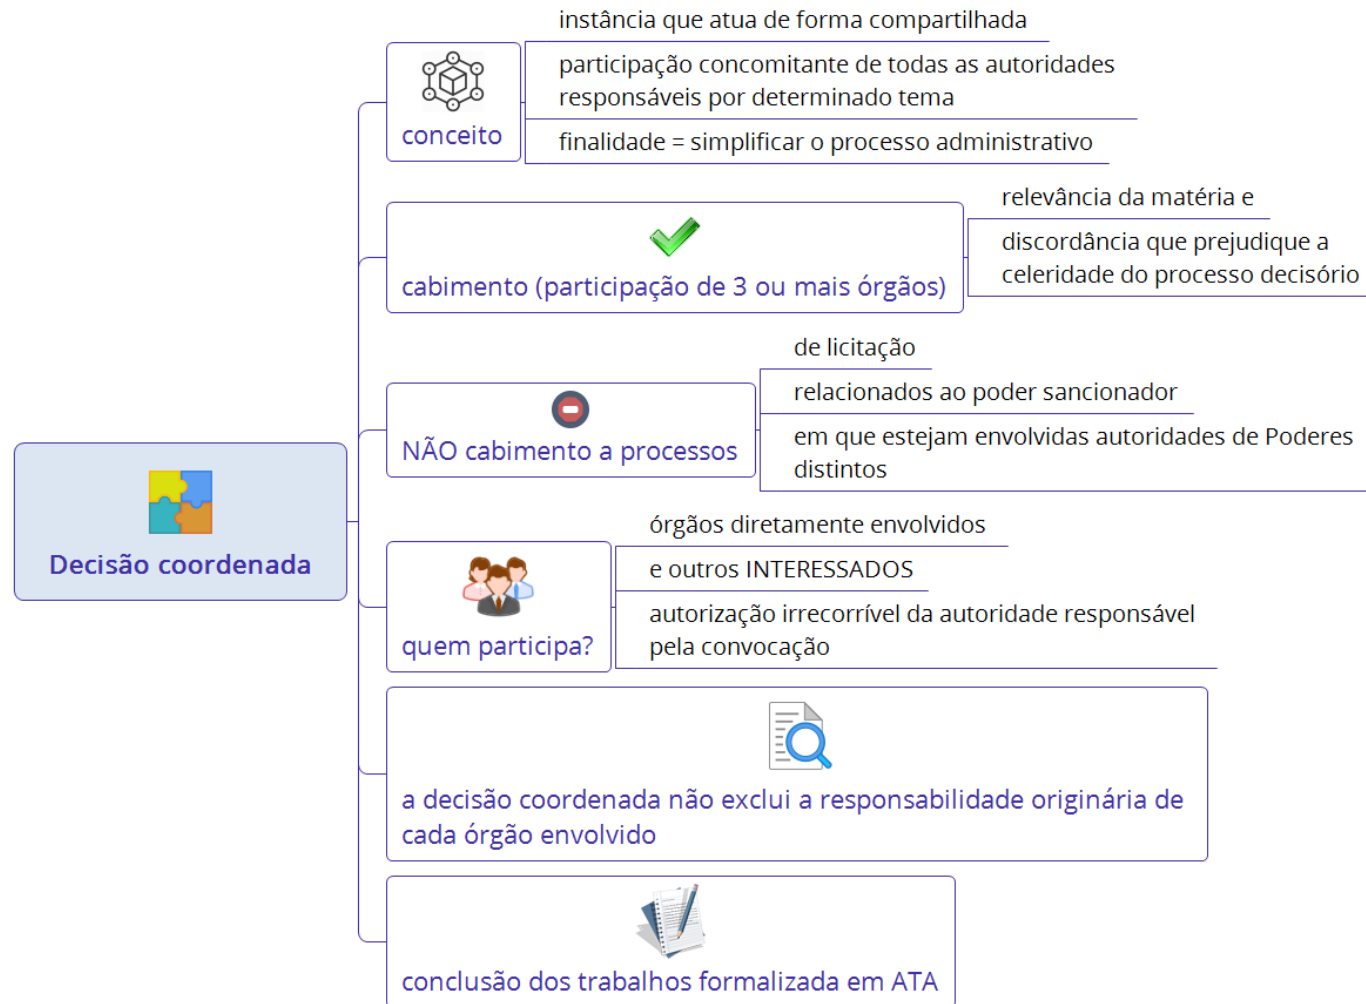 instância que atua de forma compartilhada
participação concomitante de todas as autoridades
responsáveis por determinado tema
conceito
finalidade = simplificar o processo administrativo
relevância da matéria e
discordância que prejudique a
celeridade do processo decisório
cabimento (participação de 3 ou mais órgãos)
de licitação
relacionados ao poder sancionador
em que estejam envolvidas autoridades de Poderes
distintos
NÃO cabimento a processos
Decisão coordenada
órgãos diretamente envolvidos
e outros INTERESSADOS
autorização irrecorrível da autoridade responsável
pela convocação
quem participa?
a decisão coordenada não exclui a responsabilidade originária de
cada órgão envolvido
conclusão dos trabalhos formalizada em ATA